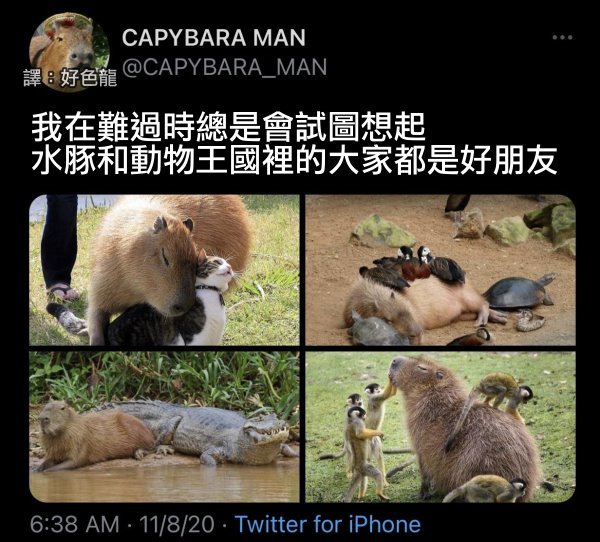 CAPYBARA MAN
@CAPYBARA_MAN
譯：好色龍
我在難過時總是會試圖想起
水豚和動物王國裡的大家都是好朋友
6:38 AM · 11/8/20 · Twitter for iPhone